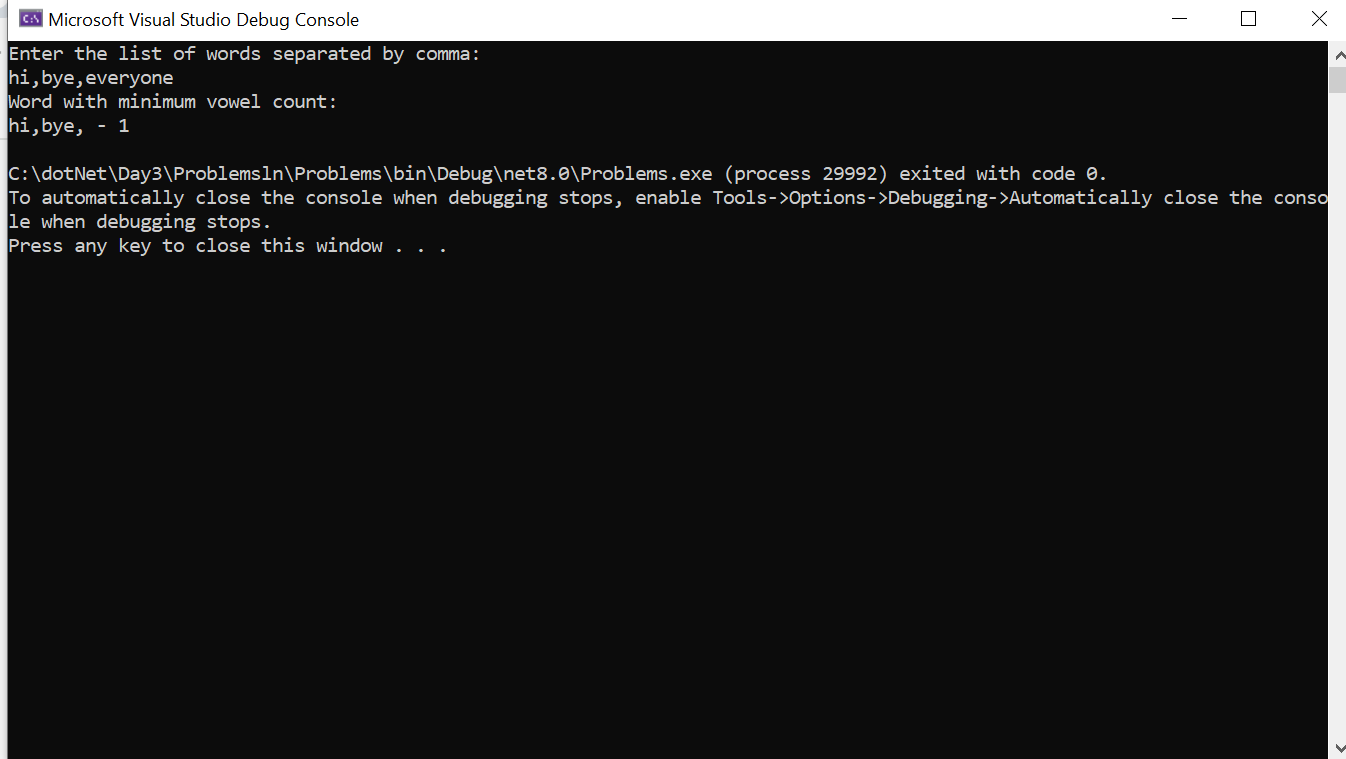 Microsoft Visual Studio Debug Console
Enter the list of words separated by comma:
hi,bye,everyone
Word with minimum vowel count:
hi,bye, - 1
C:\dotNet\Day3\Problemsln\Problems\bin\Debug\net8.0\Problems.exe (process 29992) exited with code 0.
To automatically close the console when debugging stops, enable Tools->Options->Debugging->Automatically close the conso
le when debugging stops.
Press any key to close this window . . .